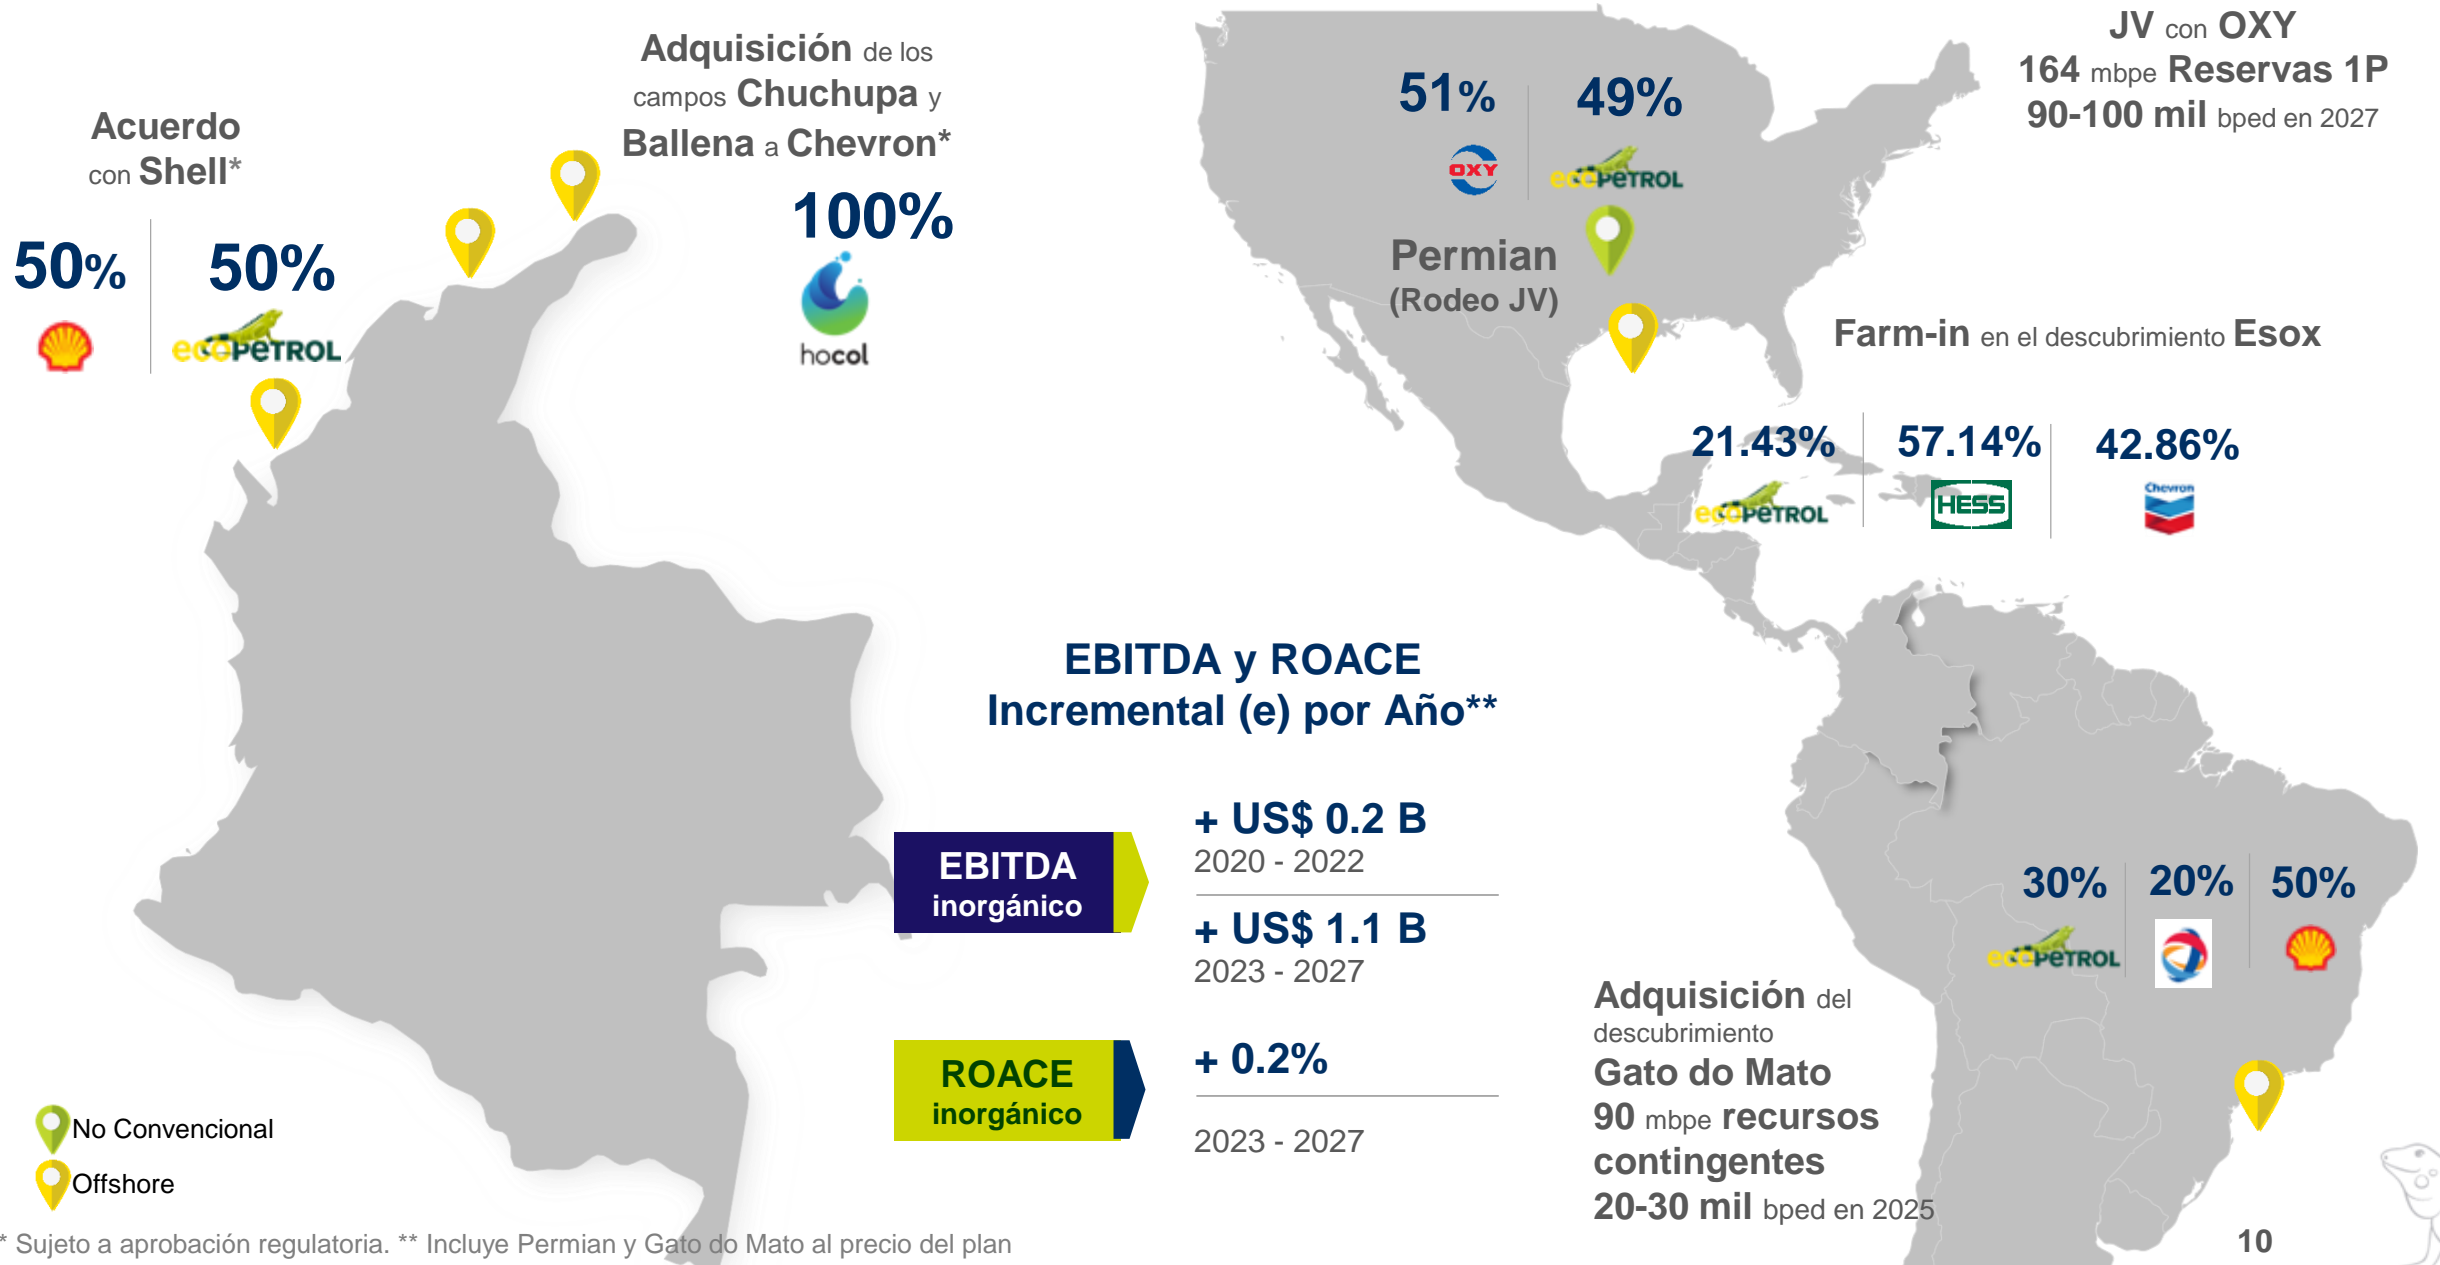 Acuerdo
con Shell*
50%
50%
ecopetrol
Adquisición de los
campos Chuchupa y
Ballena a Chevron*
100%
hocol
51%
49%
OXY
ecopetrol
Permian
(Rodeo JV)
JV con OXY
164 mbpe Reservas 1P
90-100 mil bped en 2027
Farm-in en el descubrimiento Esox
21.43%
57.14%
42.86%
ecopetrol
HESS
Chevron
EBITDA y ROACE
Incremental (e) por Año**
EBITDA
inorgánico
+ US$ 0.2 B
2020 - 2022
+ US$ 1.1 B
2023 - 2027
ROACE
inorgánico
+ 0.2%
2023 - 2027
30%
20%
50%
ecopetrol
Adquisición del
descubrimiento
Gato do Mato
90 mbpe recursos
contingentes
20-30 mil bped en 2025
No Convencional
Offshore
* Sujeto a aprobación regulatoria. ** Incluye Permian y Gato do Mato al precio del plan
10